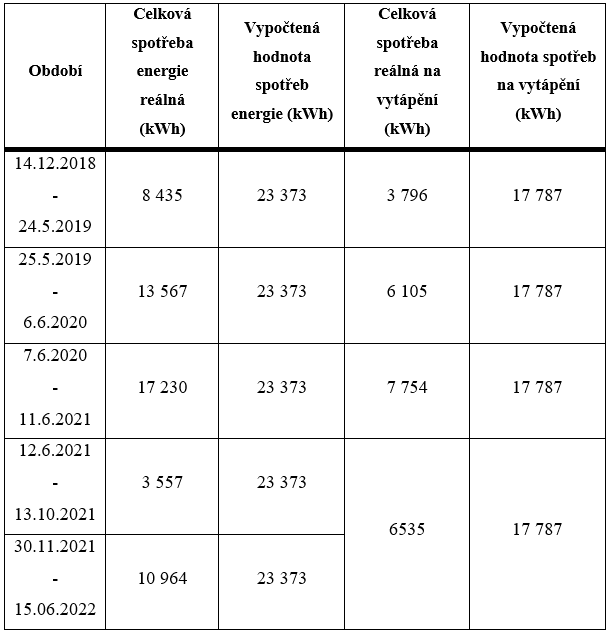 Období
Celková
spotřeba
energie
reálná
(kWh)
Vypočtená
hodnota
spotřeb
energie (kWh)
Celková
spotřeba
reálná na
vytápění
(kWh)
Vypočtená
hodnota spotřeb
na vytápění
(kWh)
14.12.2018
-
24.5.2019
8 435
23 373
3 796
17 787
25.5.2019
-
6.6.2020
13 567
23 373
6 105
17 787
7.6.2020
-
11.6.2021
17 230
23 373
7 754
17 787
12.6.2021
-
13.10.2021
3 557
23 373
6535
17 787
30.11.2021
-
15.06.2022
10 964
23 373